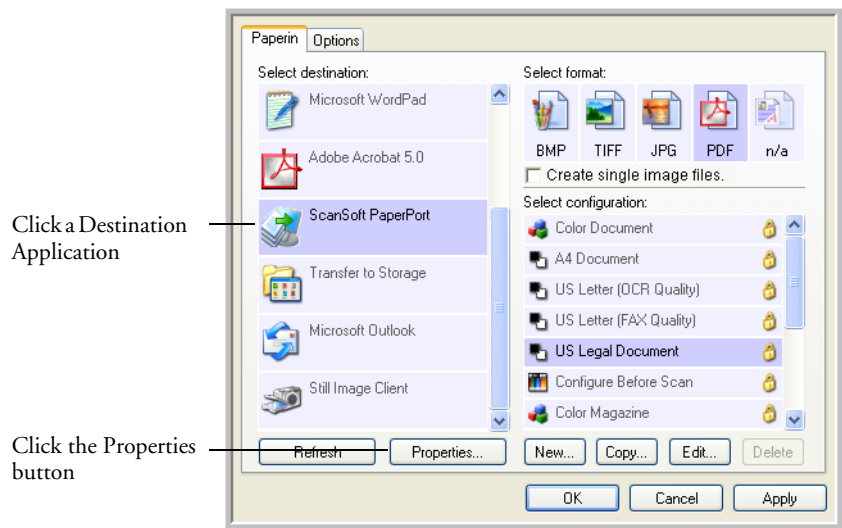 Paperin
Options
Select destination:
Microsoft WordPad
Adobe Acrobat 5.0
ScanSoft PaperPort
Transfer to Storage
Microsoft Outlook
Still Image Client
Refresh
Properties...
Select format:
BMP
TIFF
JPG
PDF
n/a
Create single image files.
Select configuration:
Color Document
A4 Document
US Letter (OCR Quality)
US Letter (FAX Quality)
US Legal Document
Configure Before Scan
Color Magazine
New...
Copy...
Edit...
Delete
OK
Cancel
Apply
Click a Destination
Application
Click the Properties
button